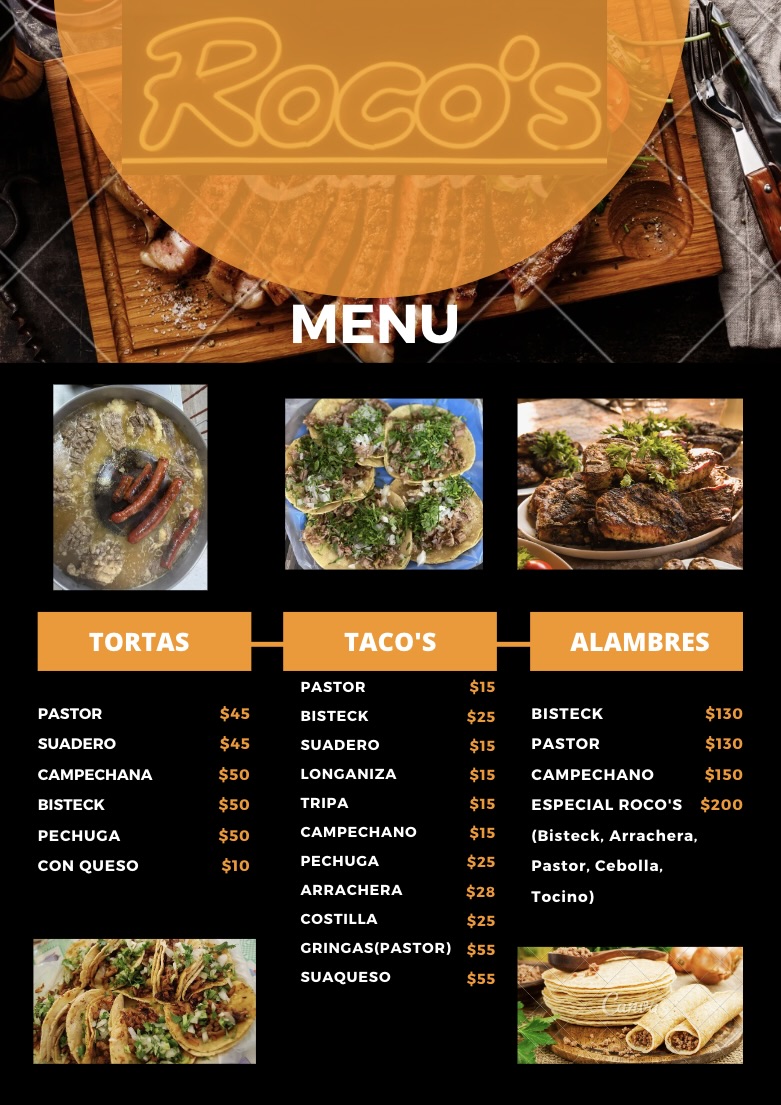 Roco's
MENU
TORTAS
PASTOR $45
SUADERO $45
CAMPECHANA $50
BISTECK $50
PECHUGA $50
CON QUESO $10
TACO'S
PASTOR $15
BISTECK $25
SUADERO $15
LONGANIZA $15
TRIPA $15
CAMPECHANO $15
PECHUGA $25
ARRACHERA $28
COSTILLA $25
GRINGAS(PASTOR) $55
SUAQUESO $55
ALAMBRES
BISTECK $130
PASTOR $130
CAMPECHANO $150
ESPECIAL ROCO'S $200
(Bisteck, Arrachera,
Pastor, Cebolla,
Tocino)
Canva